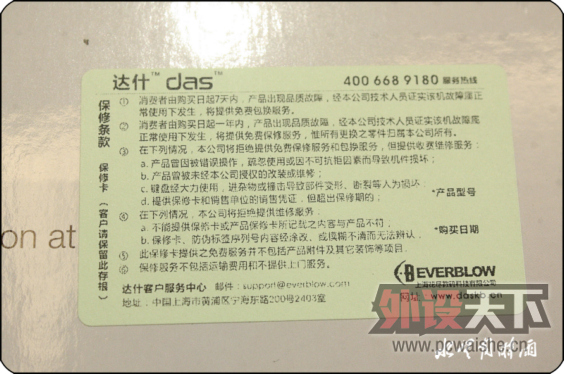 达什™ das™
400 668 9180 服务热线
保修条款 保修卡（客户请保留此存根）
① 消费者由购买日起7天内，产品出现品质故障，经本公司技术人员证实该机故障属正
常使用下发生，将提供免费包换服务。
② 消费者由购买日起一年内，产品出现品质故障，经本公司技术人员证实该机故障属
正常使用下发生，将提供免费保修服务，惟所有更换之零件归属本公司所有。
③ 在下列情况，本公司将拒绝提供免费保修服务和包换服务，但提供收费维修服务：
a. 产品曾因被错误操作，疏忽使用或因不可抗拒因素而导致机件损坏；
b. 产品曾被未经本公司授权的改装或维修；
c. 键盘经大力使用，进杂物或撞击导致部件变形、断裂等人为损坏；
d. 提供保修卡和销售单位的销售凭证，但超出保修期的；
*产品型号
④ 在下列情况，本公司将拒绝提供维修服务：
a. 不能提供保修卡或产品保修卡所记载之内容与产品不符；
b. 保修卡、防伪标签序列号内容经涂改、或模糊不清而无法辨认。
*购买日期
⑤ 此保修卡提供之免费服务并不包括产品附件及其它装饰等项目。
⑥ 保修服务不包括运输费用和不提供上门服务。
达什客户服务中心 邮件：support@everblow.com
地址：中国上海市黄浦区宁海东路200号2403室
EVERBLOW
网址：www.daskb.cn
on at
外设天下
www.pcwaishe.cn